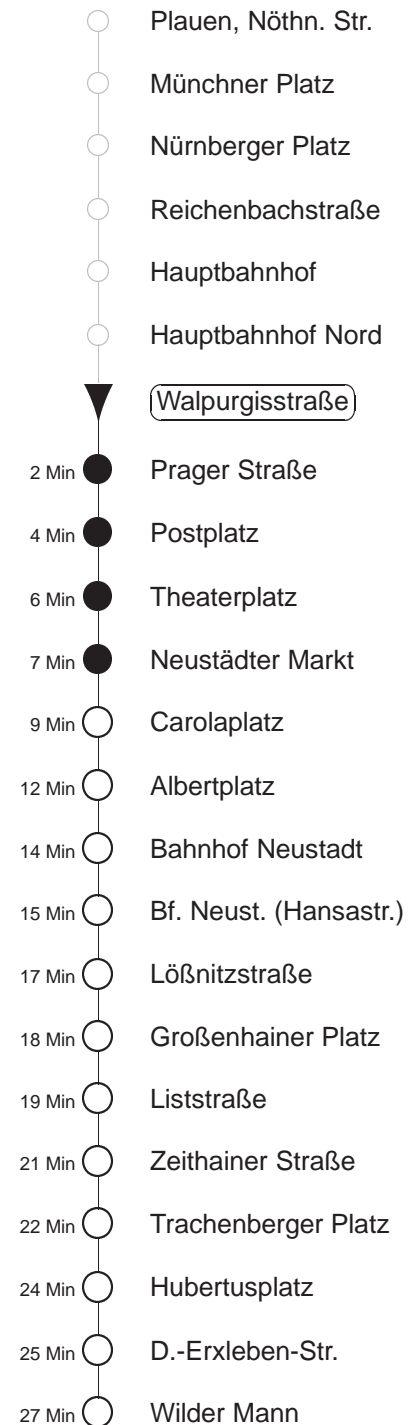 Plauen, Nöthn. Str.
Münchner Platz
Nürnberger Platz
Reichenbachstraße
Hauptbahnhof
Hauptbahnhof Nord
Walpurgisstraße
2 Min Prager Straße
4 Min Postplatz
6 Min Theaterplatz
7 Min Neustädter Markt
9 Min Carolaplatz
12 Min Albertplatz
14 Min Bahnhof Neustadt
15 Min Bf. Neust. (Hansastr.)
17 Min Lößnitzstraße
18 Min Großenhainer Platz
19 Min Liststraße
21 Min Zeithainer Straße
22 Min Trachenberger Platz
24 Min Hubertusplatz
25 Min D.-Erxleben-Str.
27 Min Wilder Mann